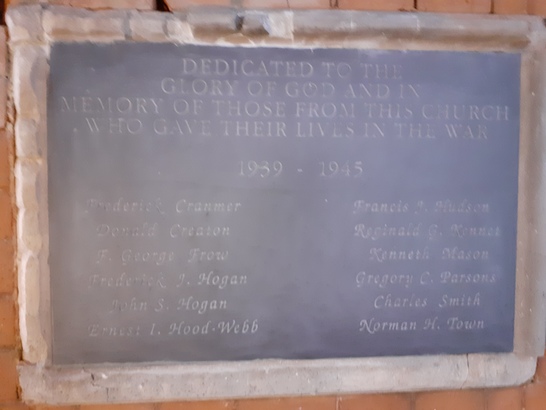 DEDICATED TO THE
GLORY OF GOD AND IN
MEMORY OF THOSE FROM THIS CHURCH
WHO GAVE THEIR LIVES IN THE WAR
1939 - 1945
Frederick Cranmer
Donald Creaton
F. George Frow
Frederick J. Hogan
John S. Hogan
Ernest I. Hood-Webb
Francis J. Hudson
Reginald G. Kennet
Kenneth Mason
Gregory C. Parsons
Charles Smith
Norman H. Town